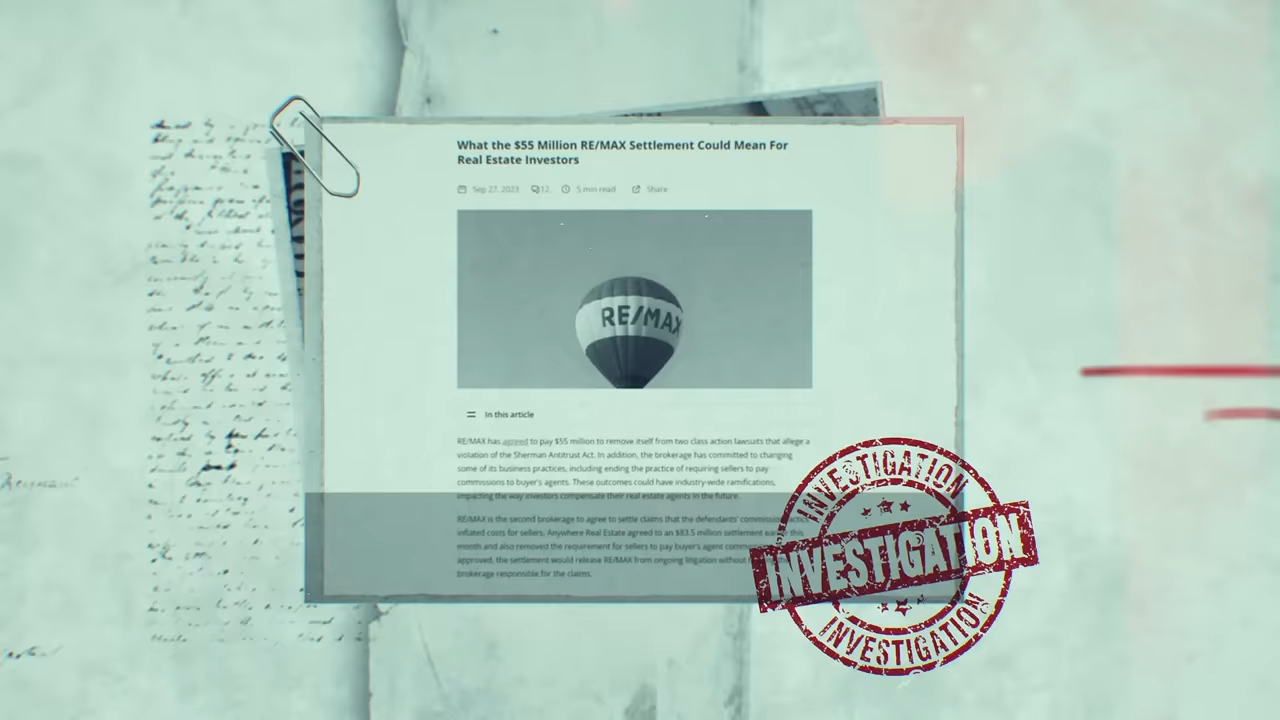 What the $55 Million RE/MAX Settlement Could Mean For
Real Estate Investors
Sep 27, 2023 12 5 min read Share
RE/MAX
In this article
RE/MAX has agreed to pay $55 million to remove itself from two class action lawsuits that allege a
violation of the Sherman Antitrust Act. In addition, the brokerage has committed to changing
some of its business practices, including ending the practice of requiring sellers to pay
commissions to buyer's agents. These outcomes could have industry-wide ramifications,
impacting the way investors compensate their real estate agents in the future.
RE/MAX is the second brokerage to agree to settle claims that the defendants'
inflated costs for sellers. Anywhere Real Estate agreed to an $83.5 million settlement this
month and also removed the requirement for sellers to pay buyer's agent
approved, the settlement would release RE/MAX from ongoing litigation without
brokerage responsible for the claims.
INVESTIGATION
INVESTIGATION
INVESTIGATION